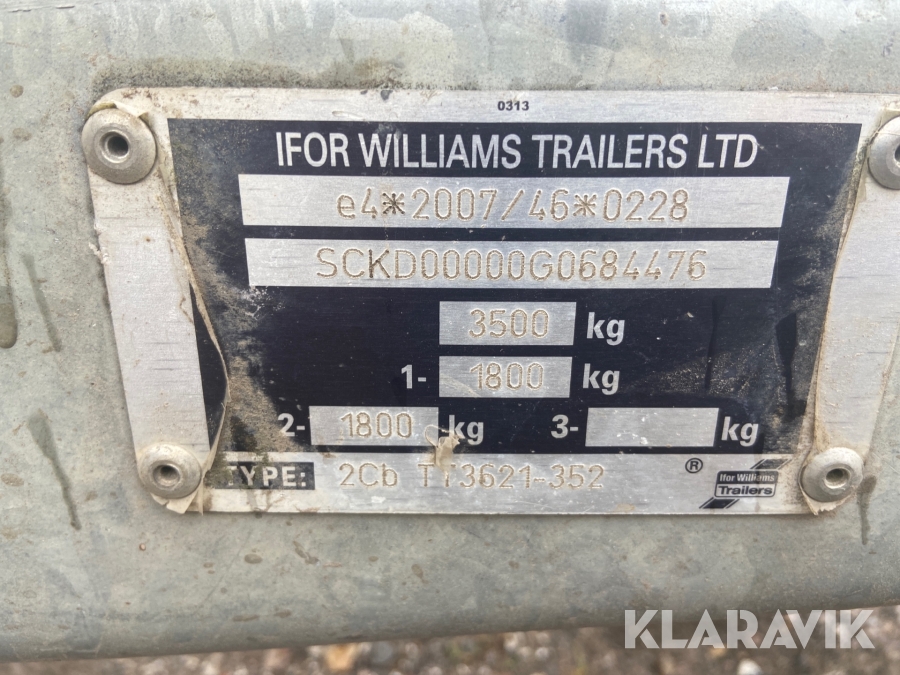 0313
IFOR WILLIAMS TRAILERS LTD
e4*2007/46*0228
SCKD00000G0684476
3500 kg
1- 1800 kg
2- 1800 kg 3- kg
TYPE: 2Cb TT3621-352 ®
Ifor Williams
Trailers
KLARAVIK